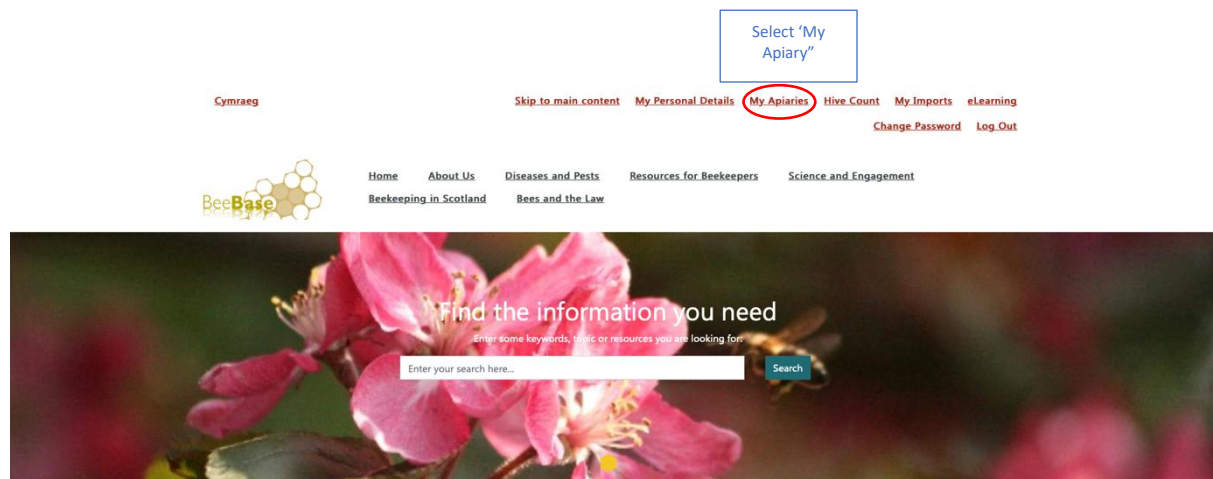 Select ‘My
Apiary”
Cymraeg
Skip to main content My Personal Details My Apiaries Hive Count My Imports eLearning
Change Password Log Out
Home About Us Diseases and Pests Resources for Beekeepers Science and Engagement
Beekeeping in Scotland Bees and the Law
BeeBase
Find the information you need
Enter some keywords, topic or resources you are looking for:
Enter your search here...
Search